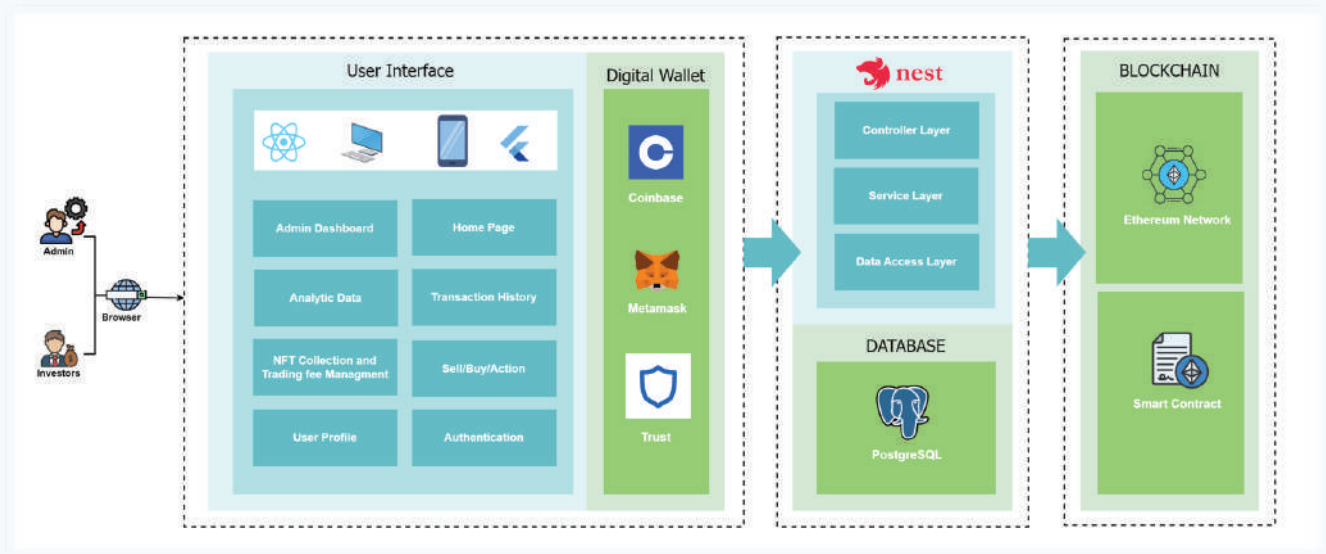 Admin
Browser
Investors
User Interface
Admin Dashboard
Home Page
Analytic Data
Transaction History
NFT Collection and
Trading fee Managment
Sell/Buy/Action
User Profile
Authentication
Digital Wallet
Coinbase
Metamask
Trust
nest
Controller Layer
Service Layer
Data Access Layer
DATABASE
PostgreSQL
BLOCKCHAIN
Ethereum Network
Smart Contract